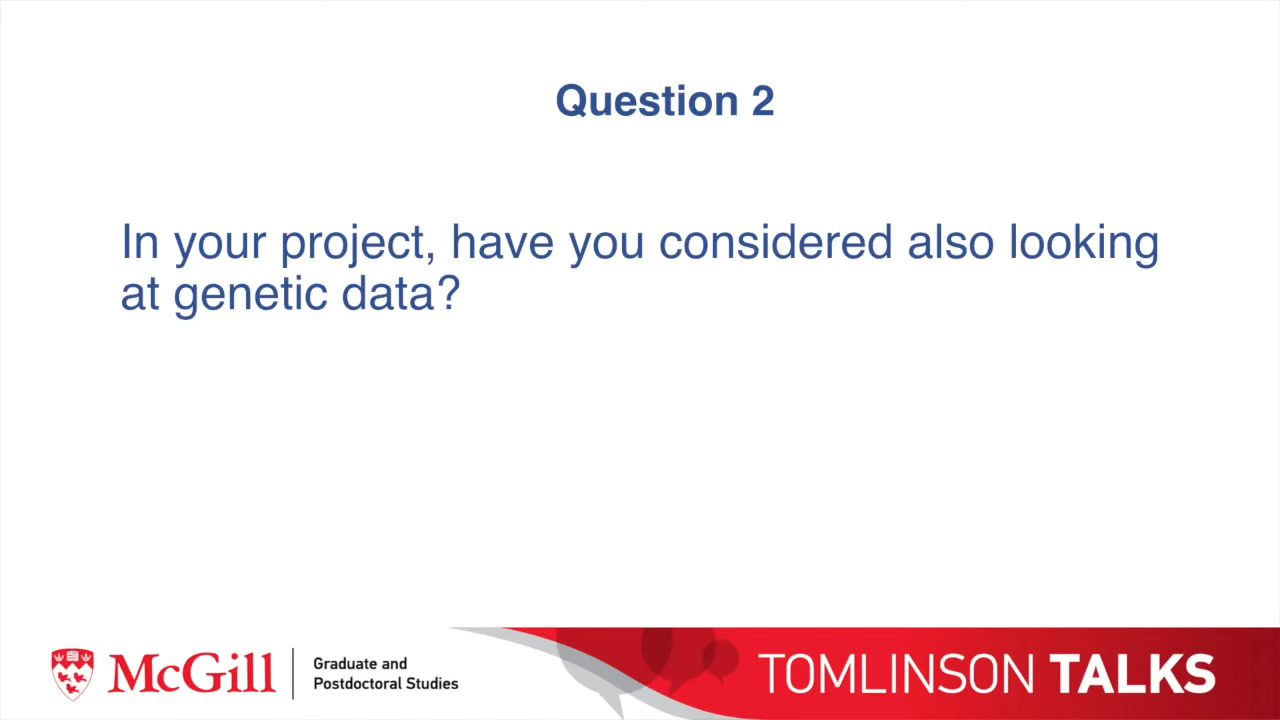 Question 2
In your project, have you considered also looking
at genetic data?
McGill
Graduate and
Postdoctoral Studies
TOMLINSON TALKS